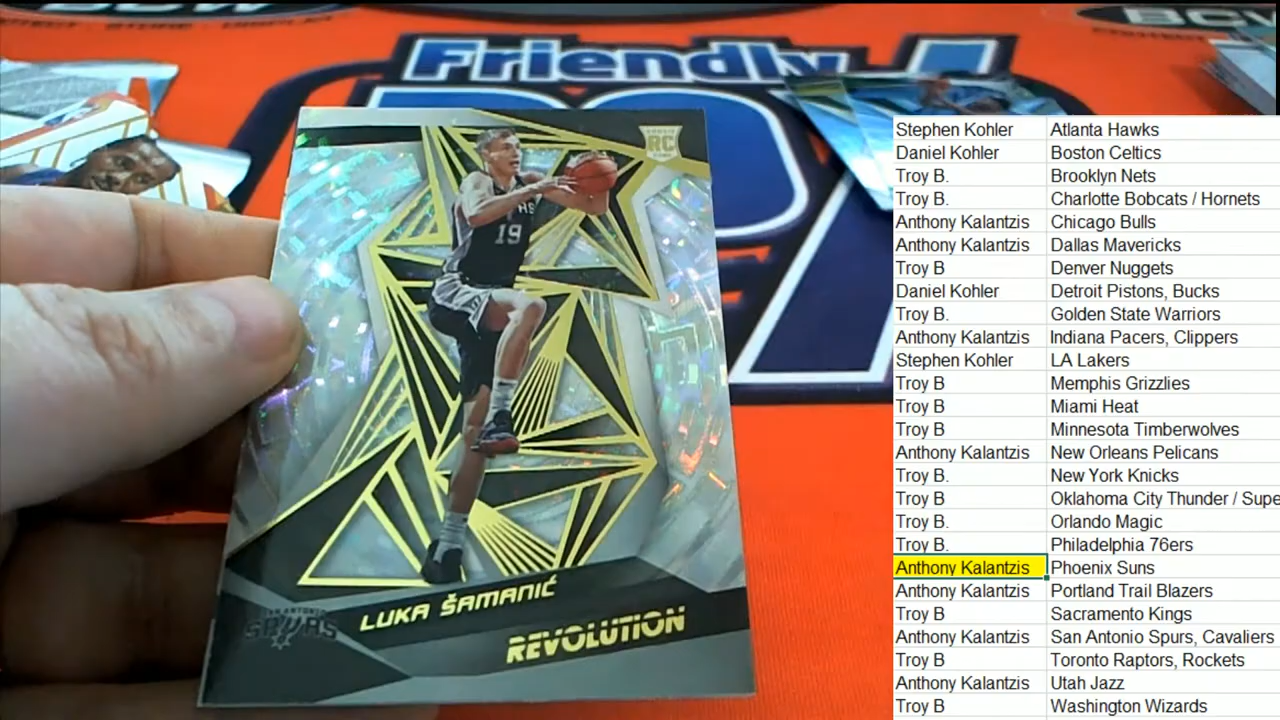 BCW
Friendly
BCW
RC
19
SAN ANTONIO
SPURS
LUKA ŠAMANIĆ
REVOLUTION
Stephen Kohler Atlanta Hawks
Daniel Kohler Boston Celtics
Troy B. Brooklyn Nets
Troy B. Charlotte Bobcats / Hornets
Anthony Kalantzis Chicago Bulls
Anthony Kalantzis Dallas Mavericks
Troy B Denver Nuggets
Daniel Kohler Detroit Pistons, Bucks
Troy B. Golden State Warriors
Anthony Kalantzis Indiana Pacers, Clippers
Stephen Kohler LA Lakers
Troy B Memphis Grizzlies
Troy B Miami Heat
Troy B. Minnesota Timberwolves
Anthony Kalantzis New Orleans Pelicans
Troy B. New York Knicks
Troy B Oklahoma City Thunder / Supe
Troy B. Orlando Magic
Troy B. Philadelphia 76ers
Anthony Kalantzis Phoenix Suns
Anthony Kalantzis Portland Trail Blazers
Troy B Sacramento Kings
Anthony Kalantzis San Antonio Spurs, Cavaliers
Troy B Toronto Raptors, Rockets
Anthony Kalantzis Utah Jazz
Troy B Washington Wizards